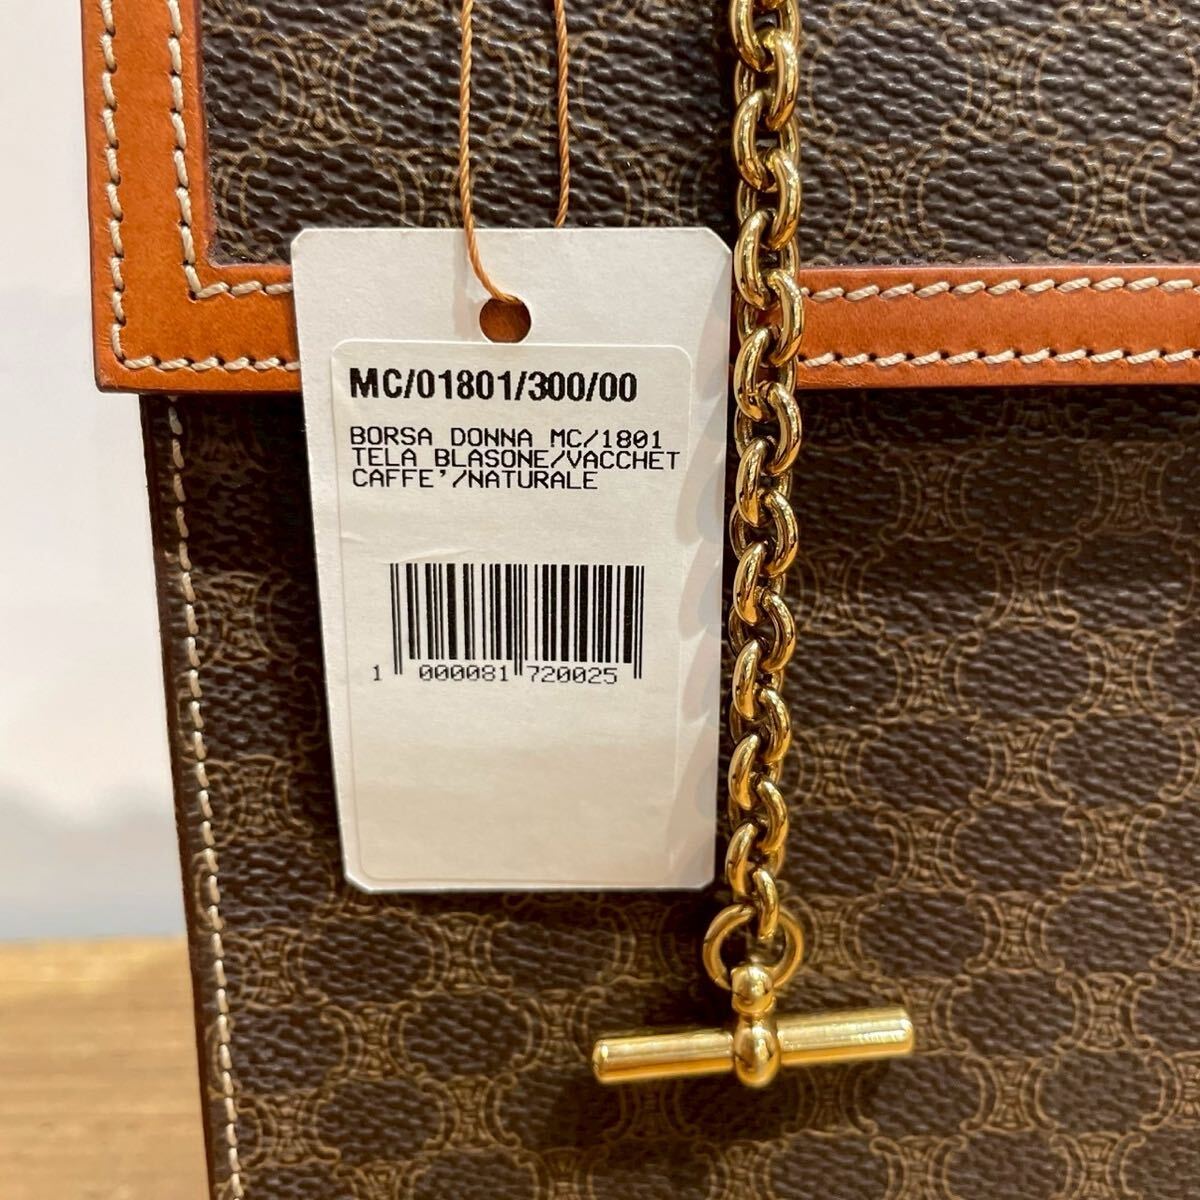 MC/01801/300/00
BORSA DONNA MC/1801
TELA BLASONE/VACCHET
CAFFE'/NATURALE
1 000081 720025